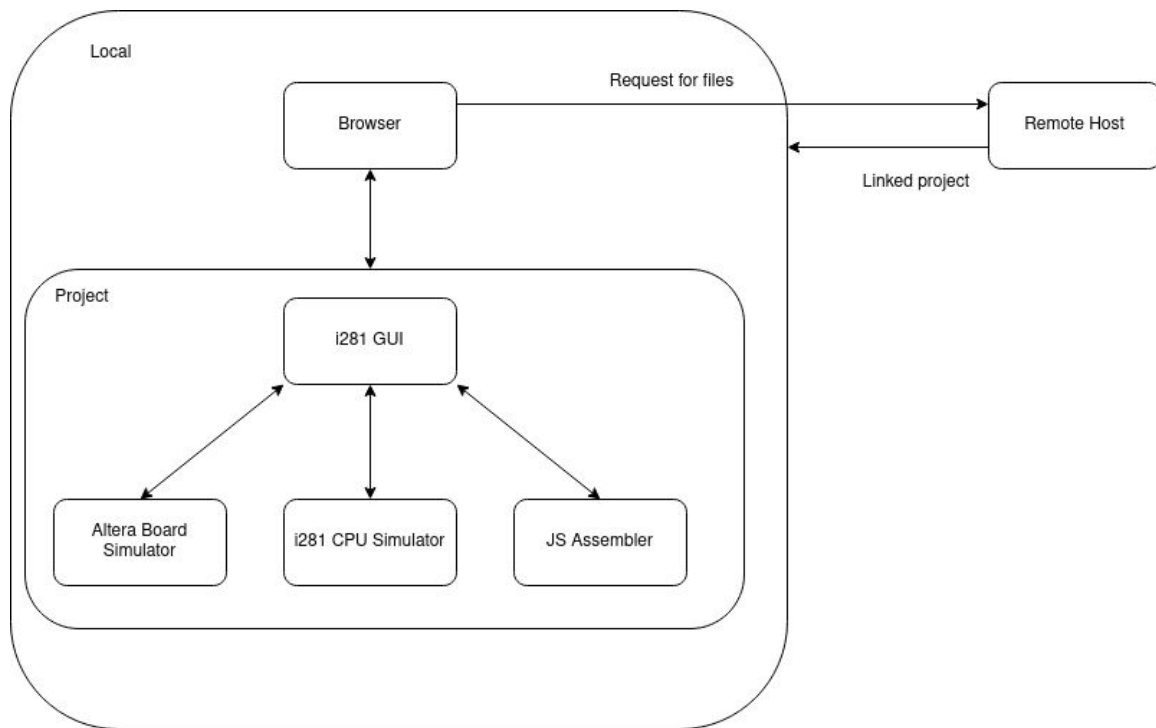 Local
Request for files
Browser
Remote Host
Linked project
Project
i281 GUI
Altera Board
Simulator
i281 CPU Simulator
JS Assembler